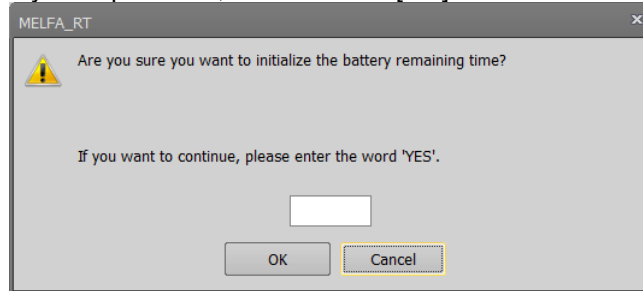 MELFA_RT
Are you sure you want to initialize the battery remaining time?
If you want to continue, please enter the word 'YES'.
OK
Cancel